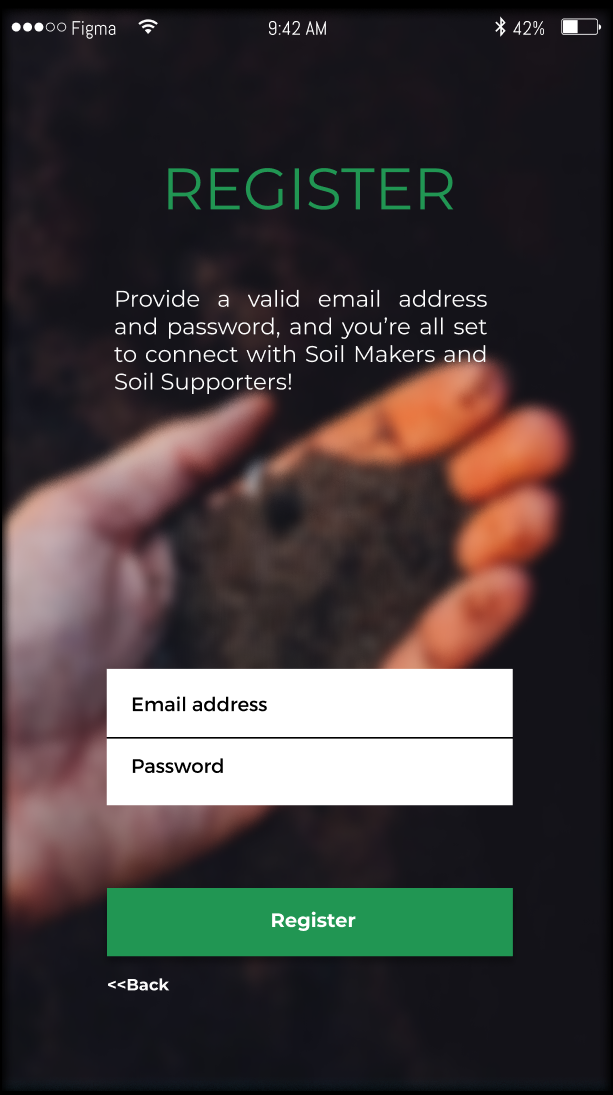 Figma 9:42 AM 42%
REGISTER
Provide a valid email address
and password, and you're all set
to connect with Soil Makers and
Soil Supporters!
Email address
Password
Register
<<Back